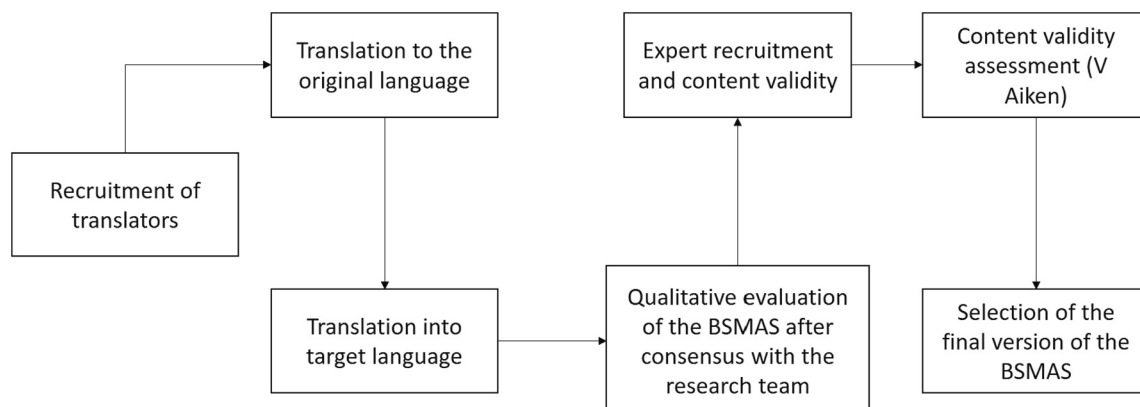 Recruitment of
translators
Translation to the
original language
Translation into
target language
Qualitative evaluation
of the BSMAS after
consensus with the
research team
Expert recruitment
and content validity
Content validity
assessment (V
Aiken)
Selection of the
final version of the
BSMAS